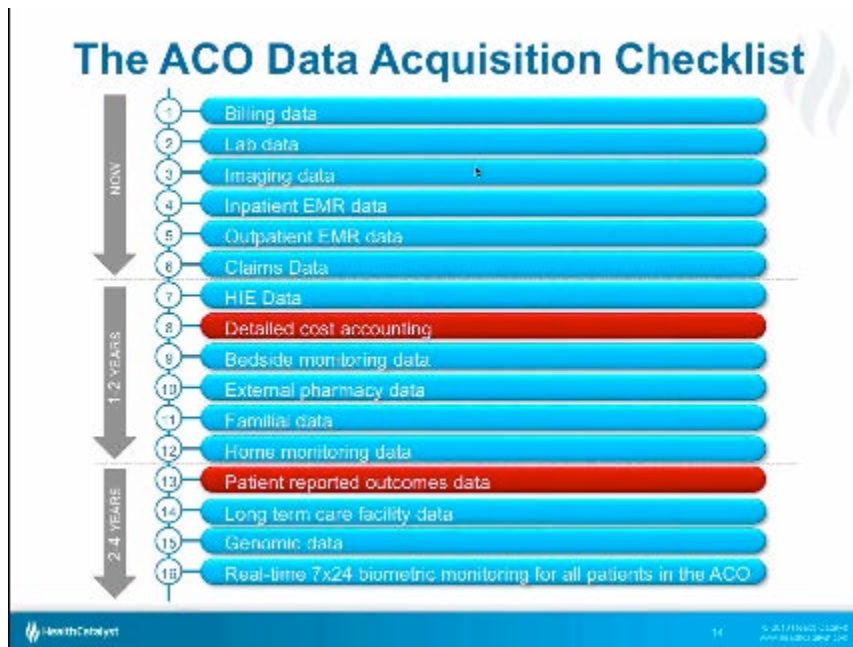 The ACO Data Acquisition Checklist
NOW
1 Billing data
2 Lab data
3 Imaging data
4 Inpatient EMR data
5 Outpatient EMR data
6 Claims Data
1-2 YEARS
7 HIE Data
8 Detailed cost accounting
9 Bedside monitoring data
10 External pharmacy data
11 Familial data
12 Home monitoring data
2-4 YEARS
13 Patient reported outcomes data
14 Long term care facility data
15 Genomic data
16 Real-time 7x24 biometric monitoring for all patients in the ACO
HealthCatalyst
14